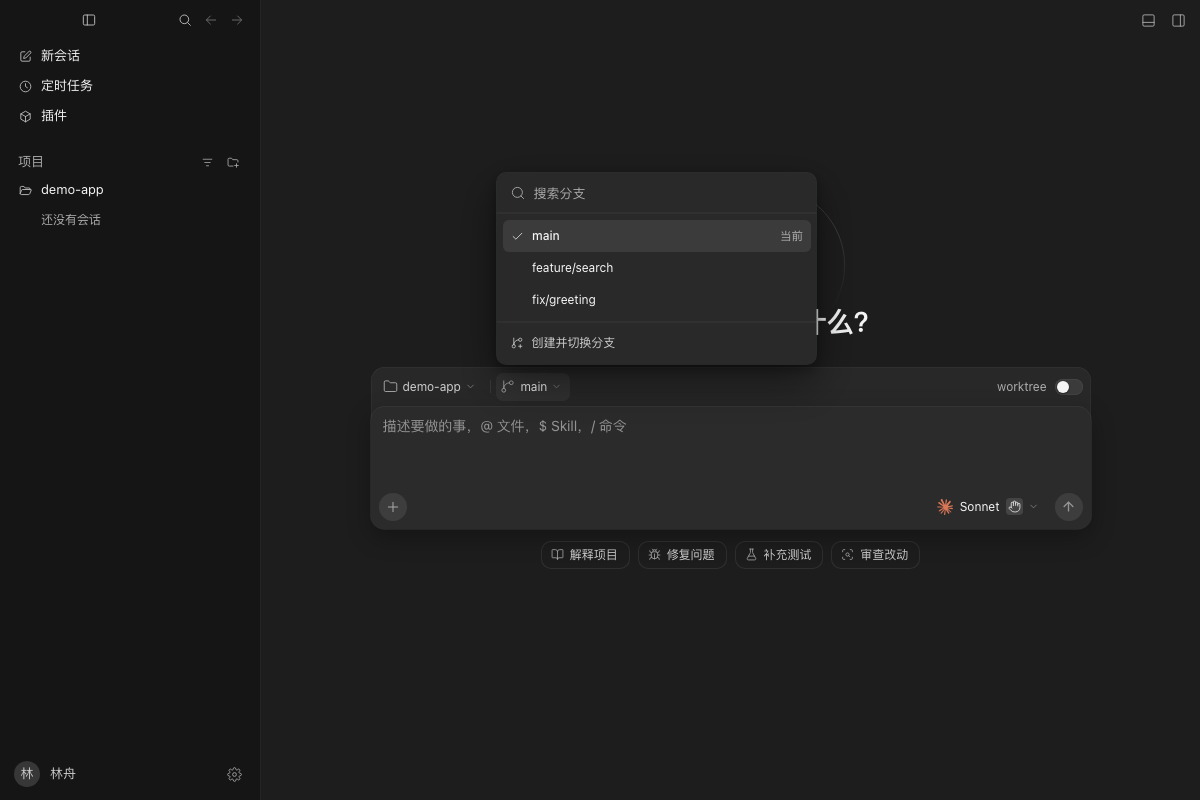 新会话
定时任务
插件
项目
demo-app
还没有会话
林 林舟
搜索分支
main 当前
feature/search
fix/greeting
创建并切换分支
么?
demo-app main worktree
描述要做的事，@ 文件，$ Skill，/ 命令
Sonnet
解释项目 修复问题 补充测试 审查改动